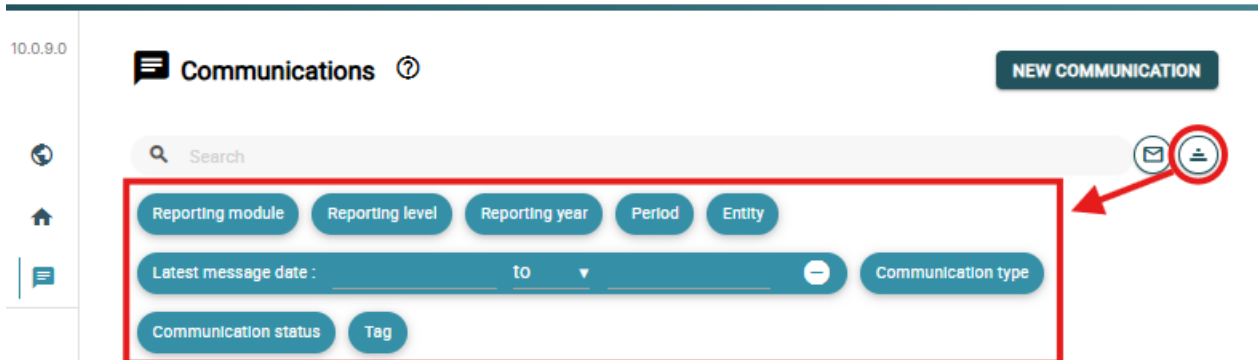 10.0.9.0
Communications
NEW COMMUNICATION
Search
Reporting module Reporting level Reporting year Period Entity
Latest message date : to Communication type
Communication status Tag